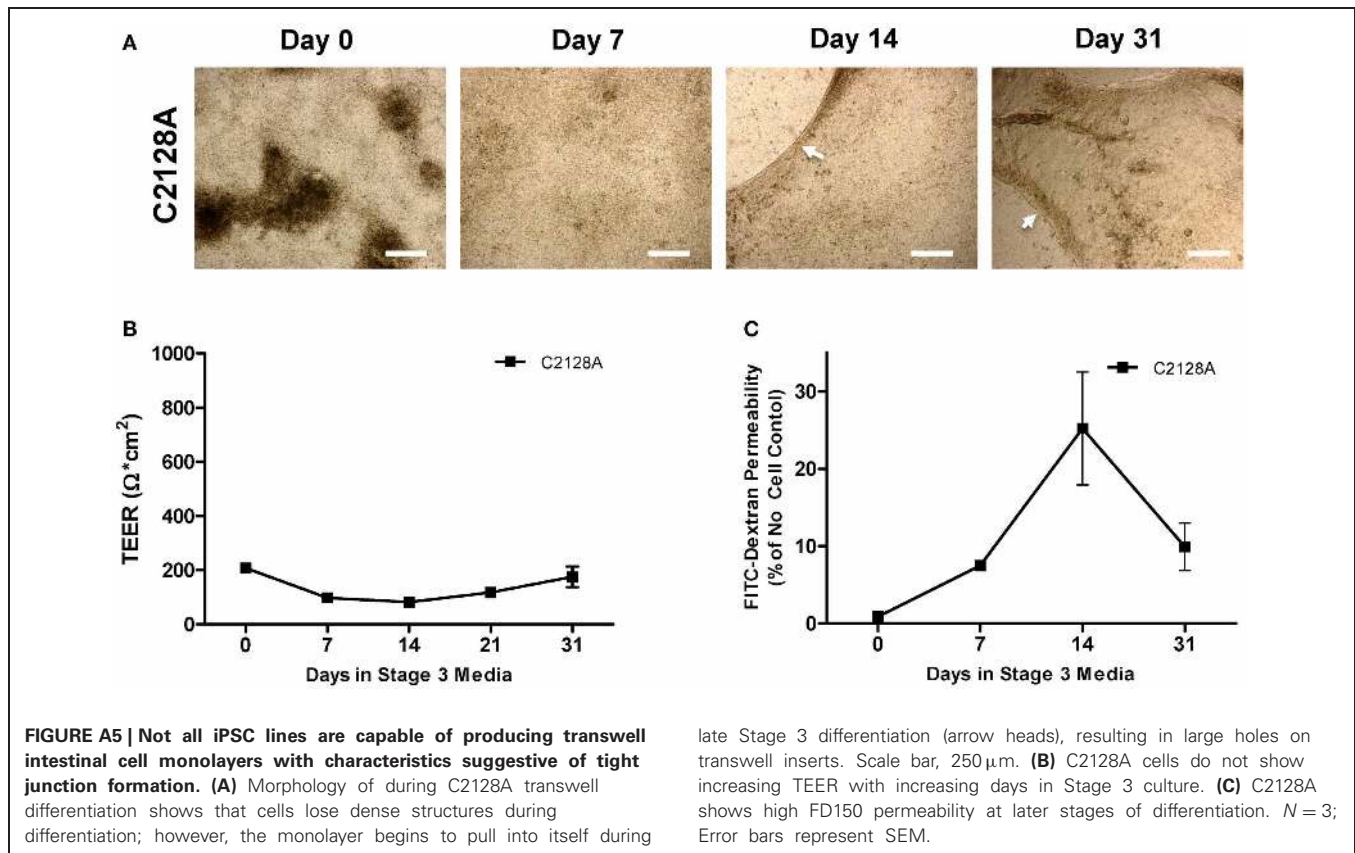 A
Day 0
Day 7
Day 14
Day 31
C2128A
B
C2128A
1000
800
600
400
200
0
TEER (Ω*cm²)
0 7 14 21 31
Days in Stage 3 Media
C
C2128A
30
20
10
0
FITC-Dextran Permeability
(% of No Cell Contol)
0 7 14 31
Days in Stage 3 Media
FIGURE A5 | Not all iPSC lines are capable of producing transwell
intestinal cell monolayers with characteristics suggestive of tight
junction formation. (A) Morphology of during C2128A transwell
differentiation shows that cells lose dense structures during
differentiation; however, the monolayer begins to pull into itself during
late Stage 3 differentiation (arrow heads), resulting in large holes on
transwell inserts. Scale bar, 250 μm. (B) C2128A cells do not show
increasing TEER with increasing days in Stage 3 culture. (C) C2128A
shows high FD150 permeability at later stages of differentiation. N = 3;
Error bars represent SEM.